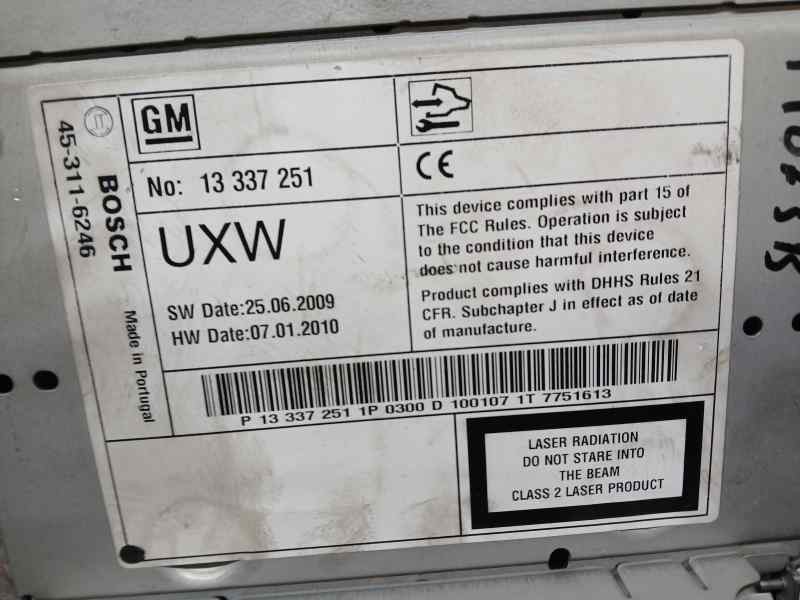 GM
No: 13 337 251
UXW
SW Date:25.06.2009
HW Date:07.01.2010
CE
This device complies with part 15 of
The FCC Rules. Operation is subject
to the condition that this device
does not cause harmful interference.
Product complies with DHHS Rules 21
CFR. Subchapter J in effect as of date
of manufacture.
P 13 337 251 1P 0300 D 100107 1T 7751613
LASER RADIATION
DO NOT STARE INTO
THE BEAM
CLASS 2 LASER PRODUCT
BOSCH
45-311-6246
Made in Portugal